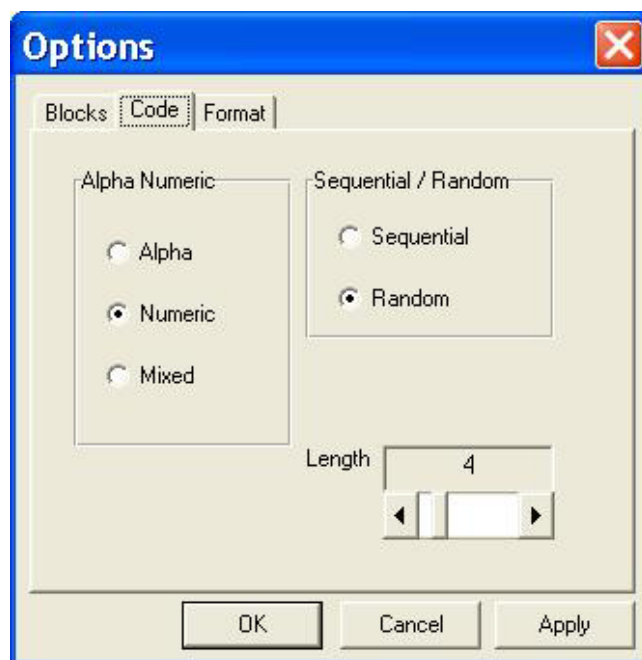 Options
Blocks Code Format
Alpha Numeric
Alpha
Numeric
Mixed
Sequential / Random
Sequential
Random
Length 4
OK Cancel Apply